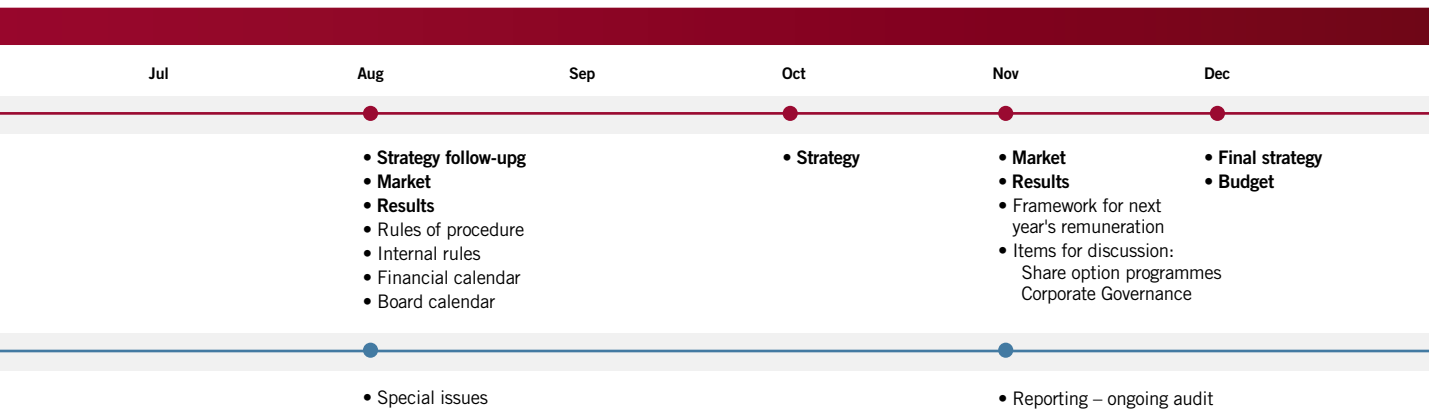 Jul Aug Sep Oct Nov Dec
• Strategy follow-upg
• Market
• Results
• Rules of procedure
• Internal rules
• Financial calendar
• Board calendar
• Strategy
• Market
• Results
• Framework for next
year's remuneration
• Items for discussion:
Share option programmes
Corporate Governance
• Final strategy
• Budget
• Special issues
• Reporting – ongoing audit